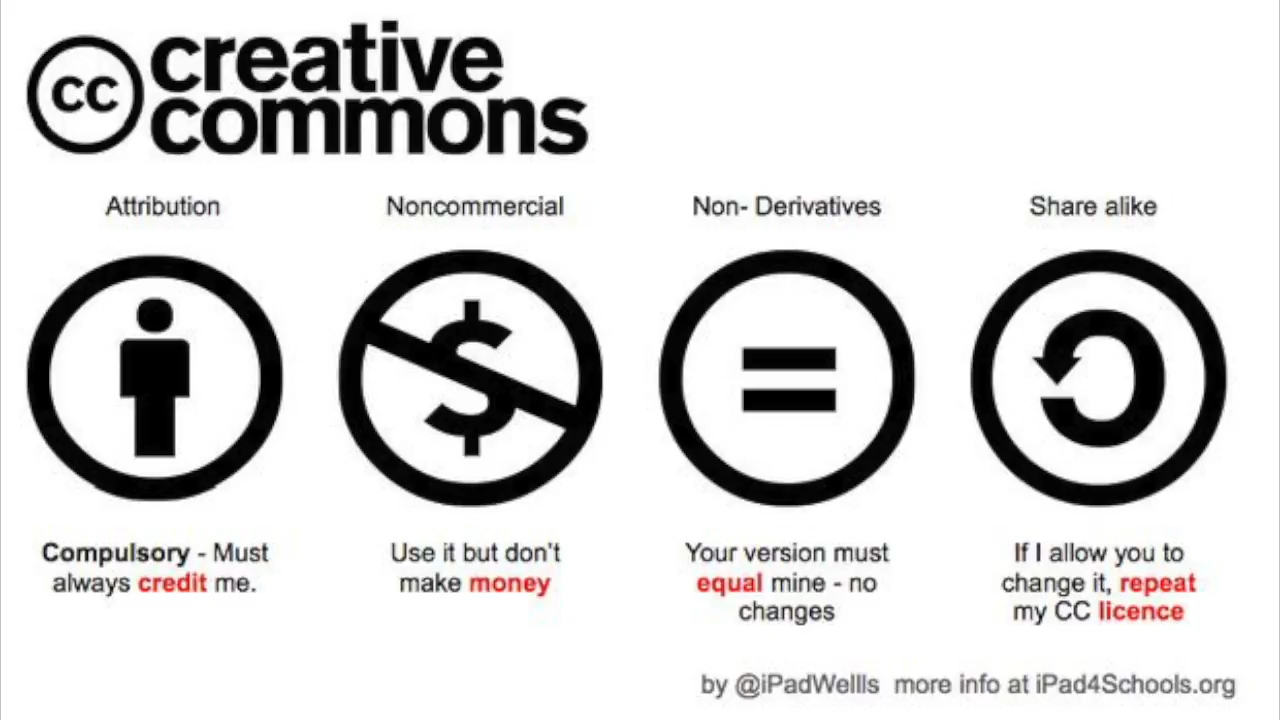 cc creative
commons
Attribution
Noncommercial
Non- Derivatives
Share alike
$
=
Compulsory - Must
always credit me.
Use it but don't
make money
Your version must
equal mine - no
changes
If I allow you to
change it, repeat
my CC licence
by @iPadWellls more info at iPad4Schools.org